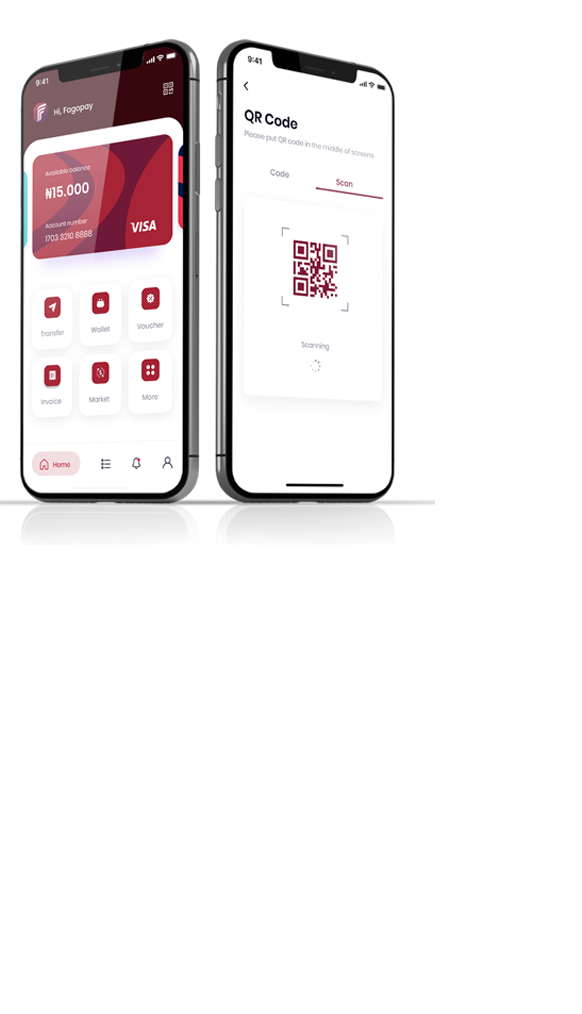 9:41
Hi, Fagopay
Available balance
₦15.000
Account number
1703 3210 8888
VISA
Transfer
Wallet
Voucher
Invoice
Market
More
Home
9:41
QR Code
Please put QR code in the middle of screens
Code
Scan
Scanning